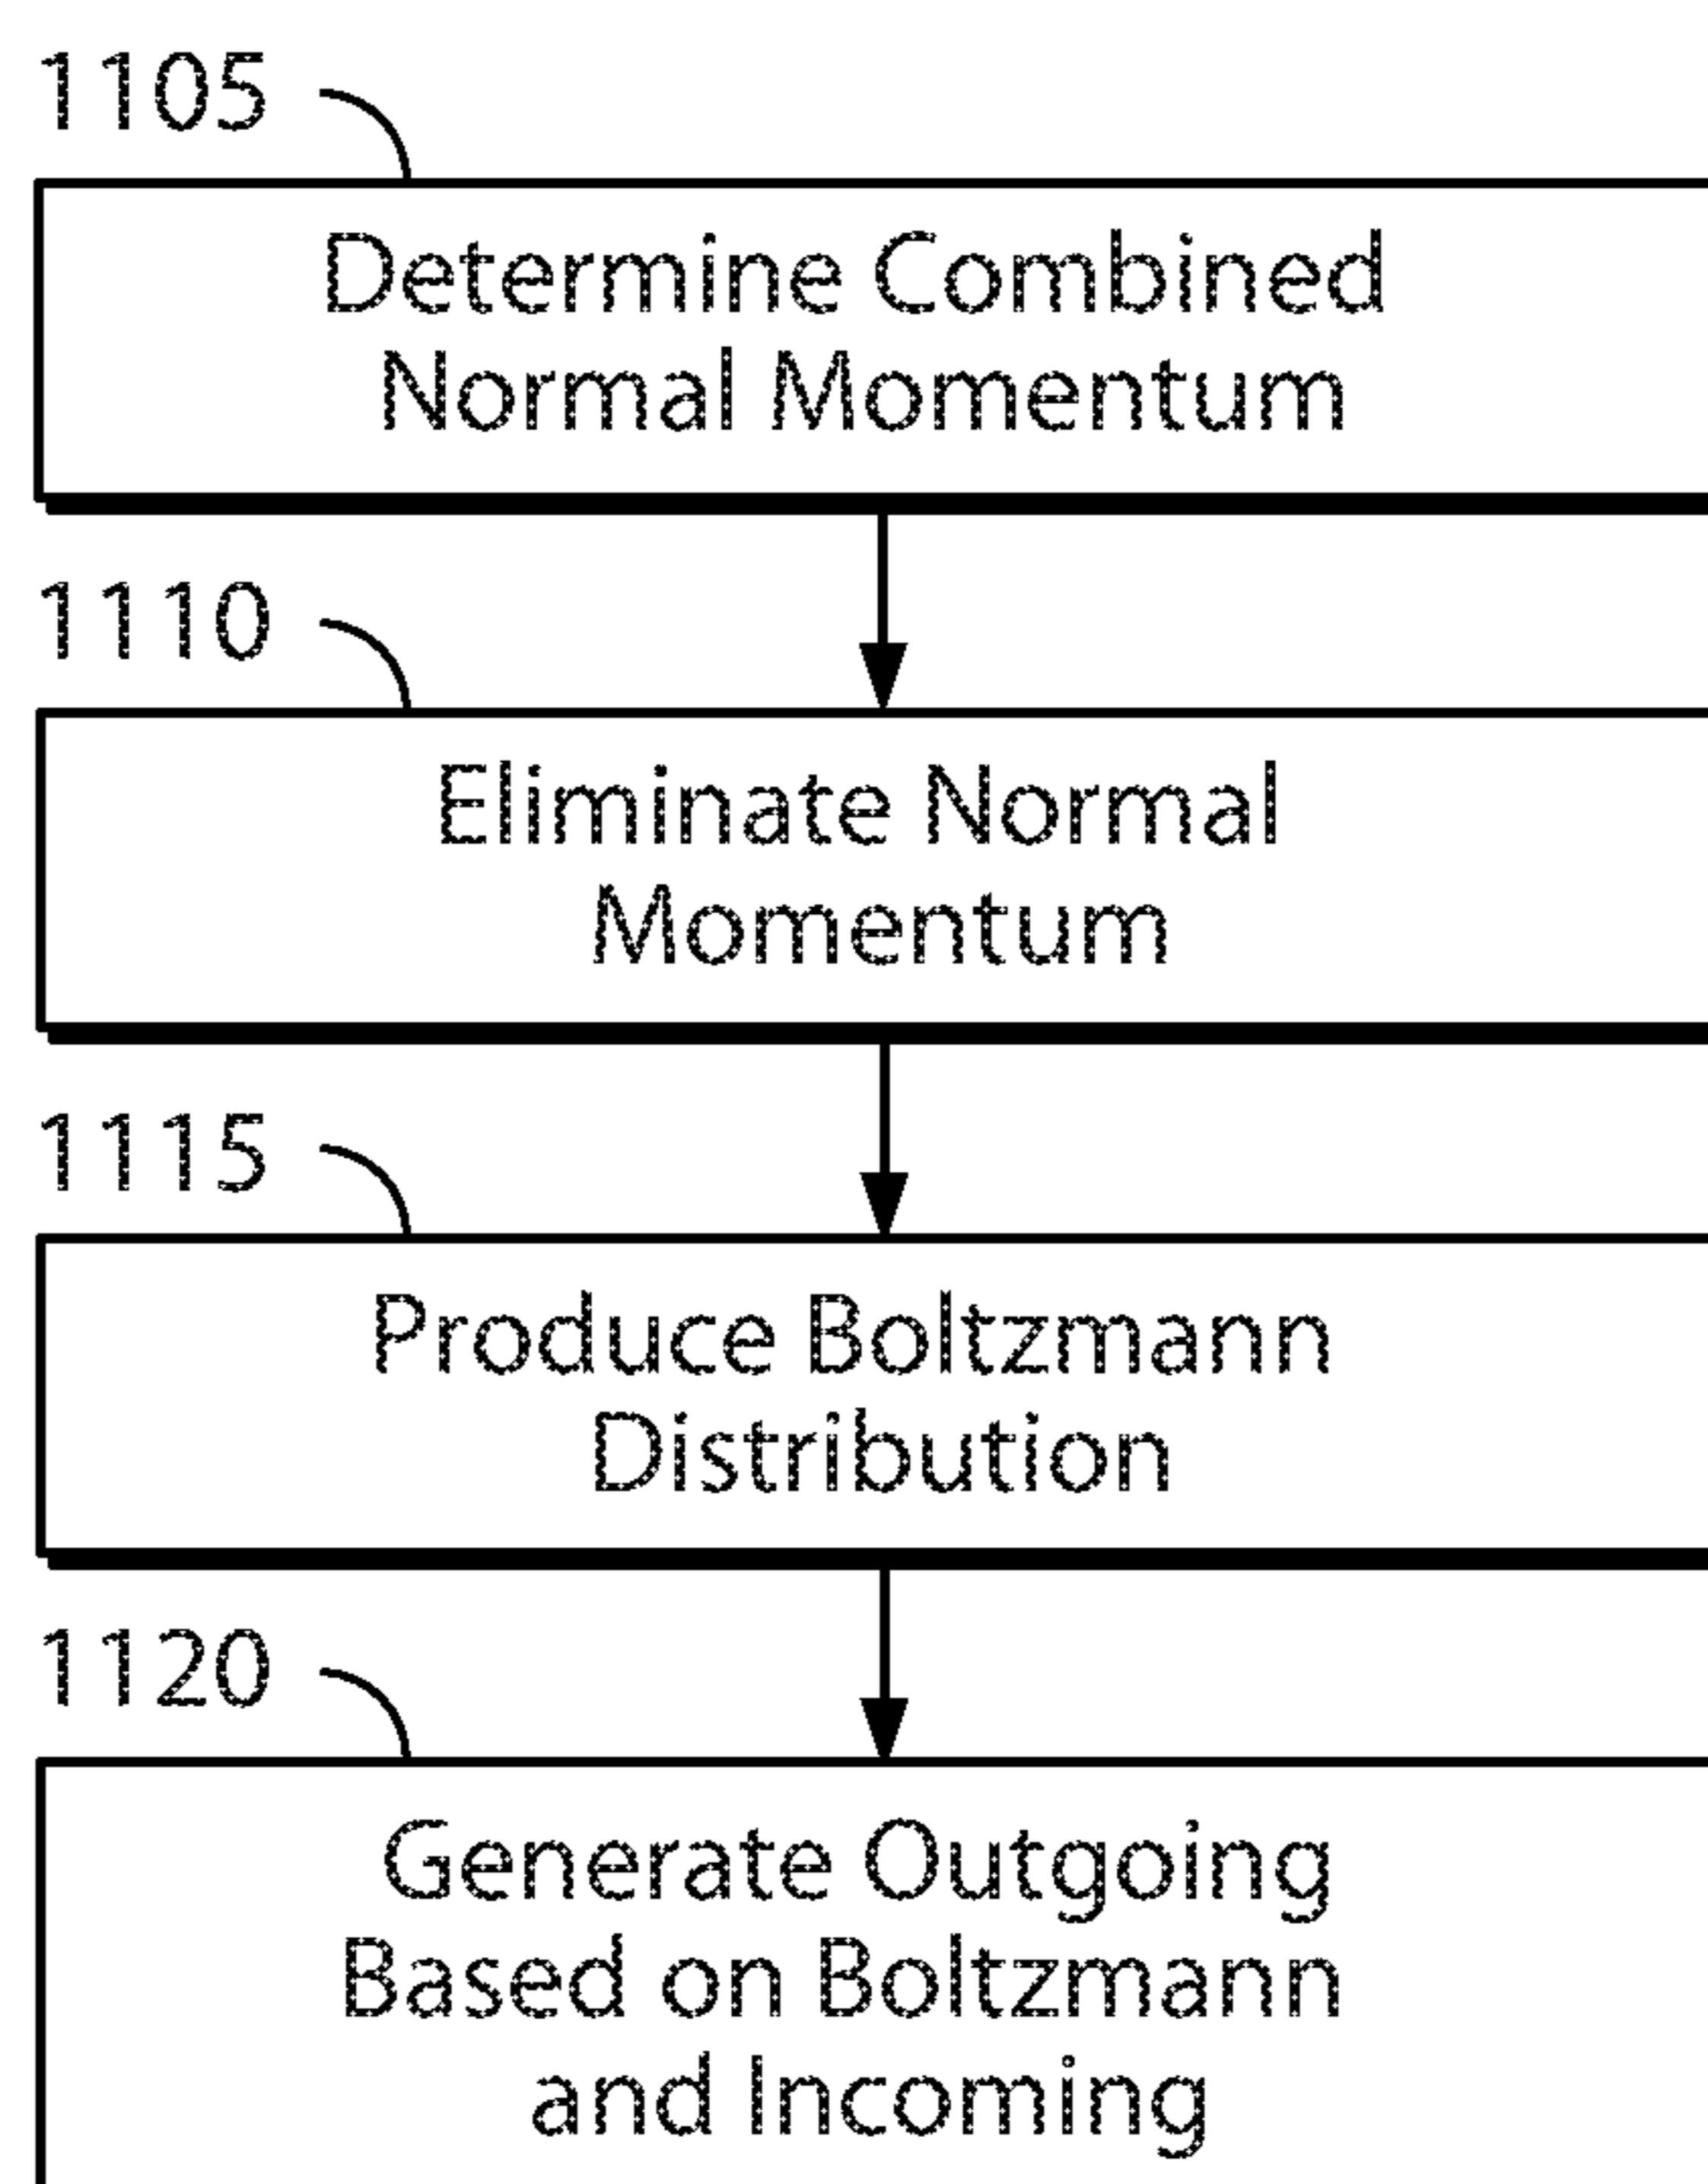 1105
Determine Combined
Normal Momentum
1110
Eliminate Normal
Momentum
1115
Produce Boltzmann
Distribution
1120
Generate Outgoing
Based on Boltzmann
and Incoming